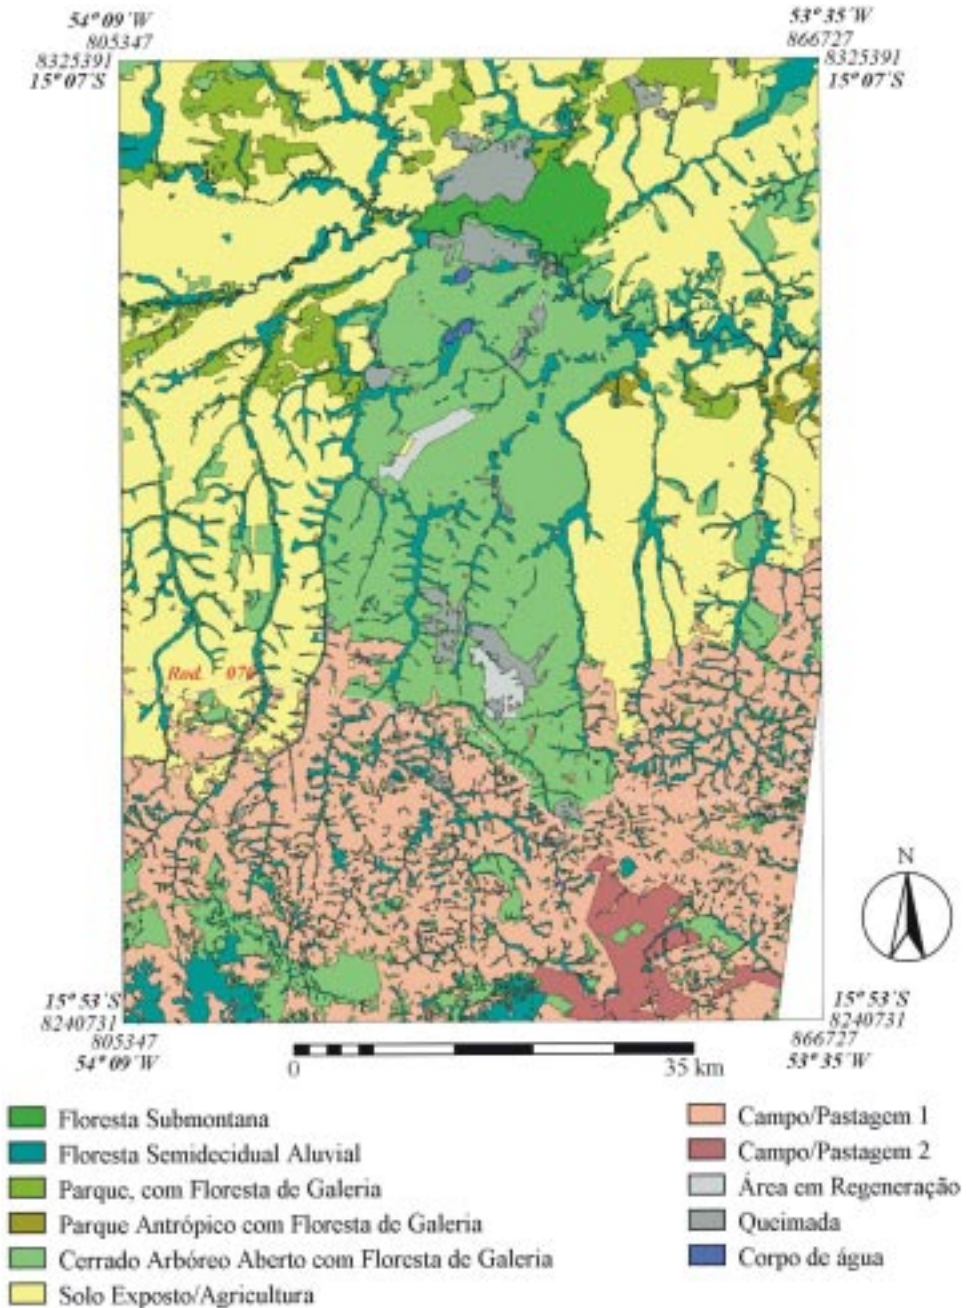 54° 09´W
805347
8325391
15° 07´S
53° 35´W
866727
8325391
15° 07´S
Rod. 070
N
15° 53´S
8240731
805347
54° 09´W
15° 53´S
8240731
866727
53° 35´W
0
35 km
Floresta Submontana
Floresta Semidecidual Aluvial
Parque, com Floresta de Galeria
Parque Antrópico com Floresta de Galeria
Cerrado Arbóreo Aberto com Floresta de Galeria
Solo Exposto/Agricultura
Campo/Pastagem 1
Campo/Pastagem 2
Área em Regeneração
Queimada
Corpo de água